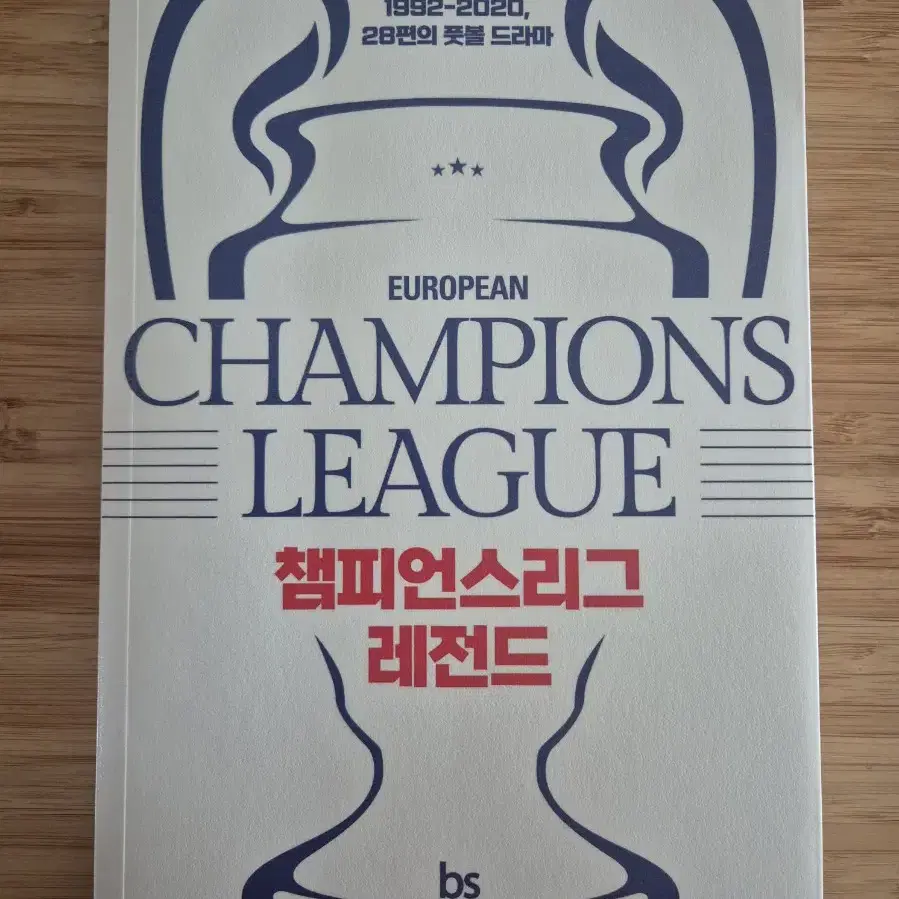 1992-2020,
28편의 풋볼 드라마
EUROPEAN
CHAMPIONS
LEAGUE
챔피언스리그
레전드
bs